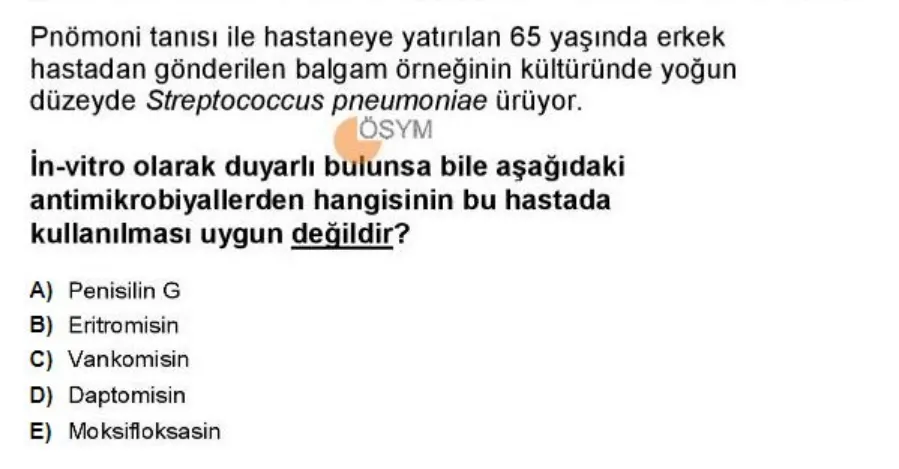 Pnömoni tanısı ile hastaneye yatırılan 65 yaşında erkek
hastadan gönderilen balgam örneğinin kültüründe yoğun
düzeyde Streptococcus pneumoniae ürüyor.
ÖSYM
İn-vitro olarak duyarlı bulunsa bile aşağıdaki
antimikrobiyallerden hangisinin bu hastada
kullanılması uygun değildir?
A) Penisilin G
B) Eritromisin
C) Vankomisin
D) Daptomisin
E) Moksifloksasin